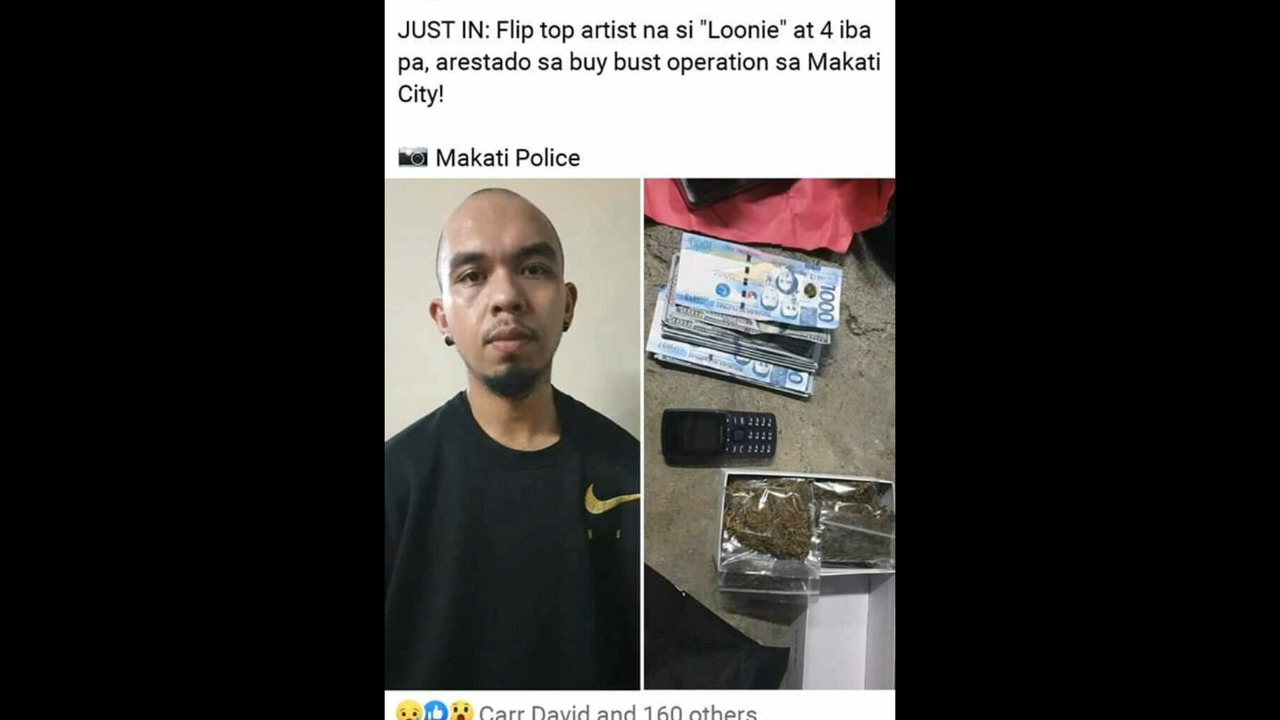 JUST IN: Flip top artist na si "Loonie" at 4 iba
pa, arestado sa buy bust operation sa Makati
City!
Makati Police
1000
Carr David and 160 others